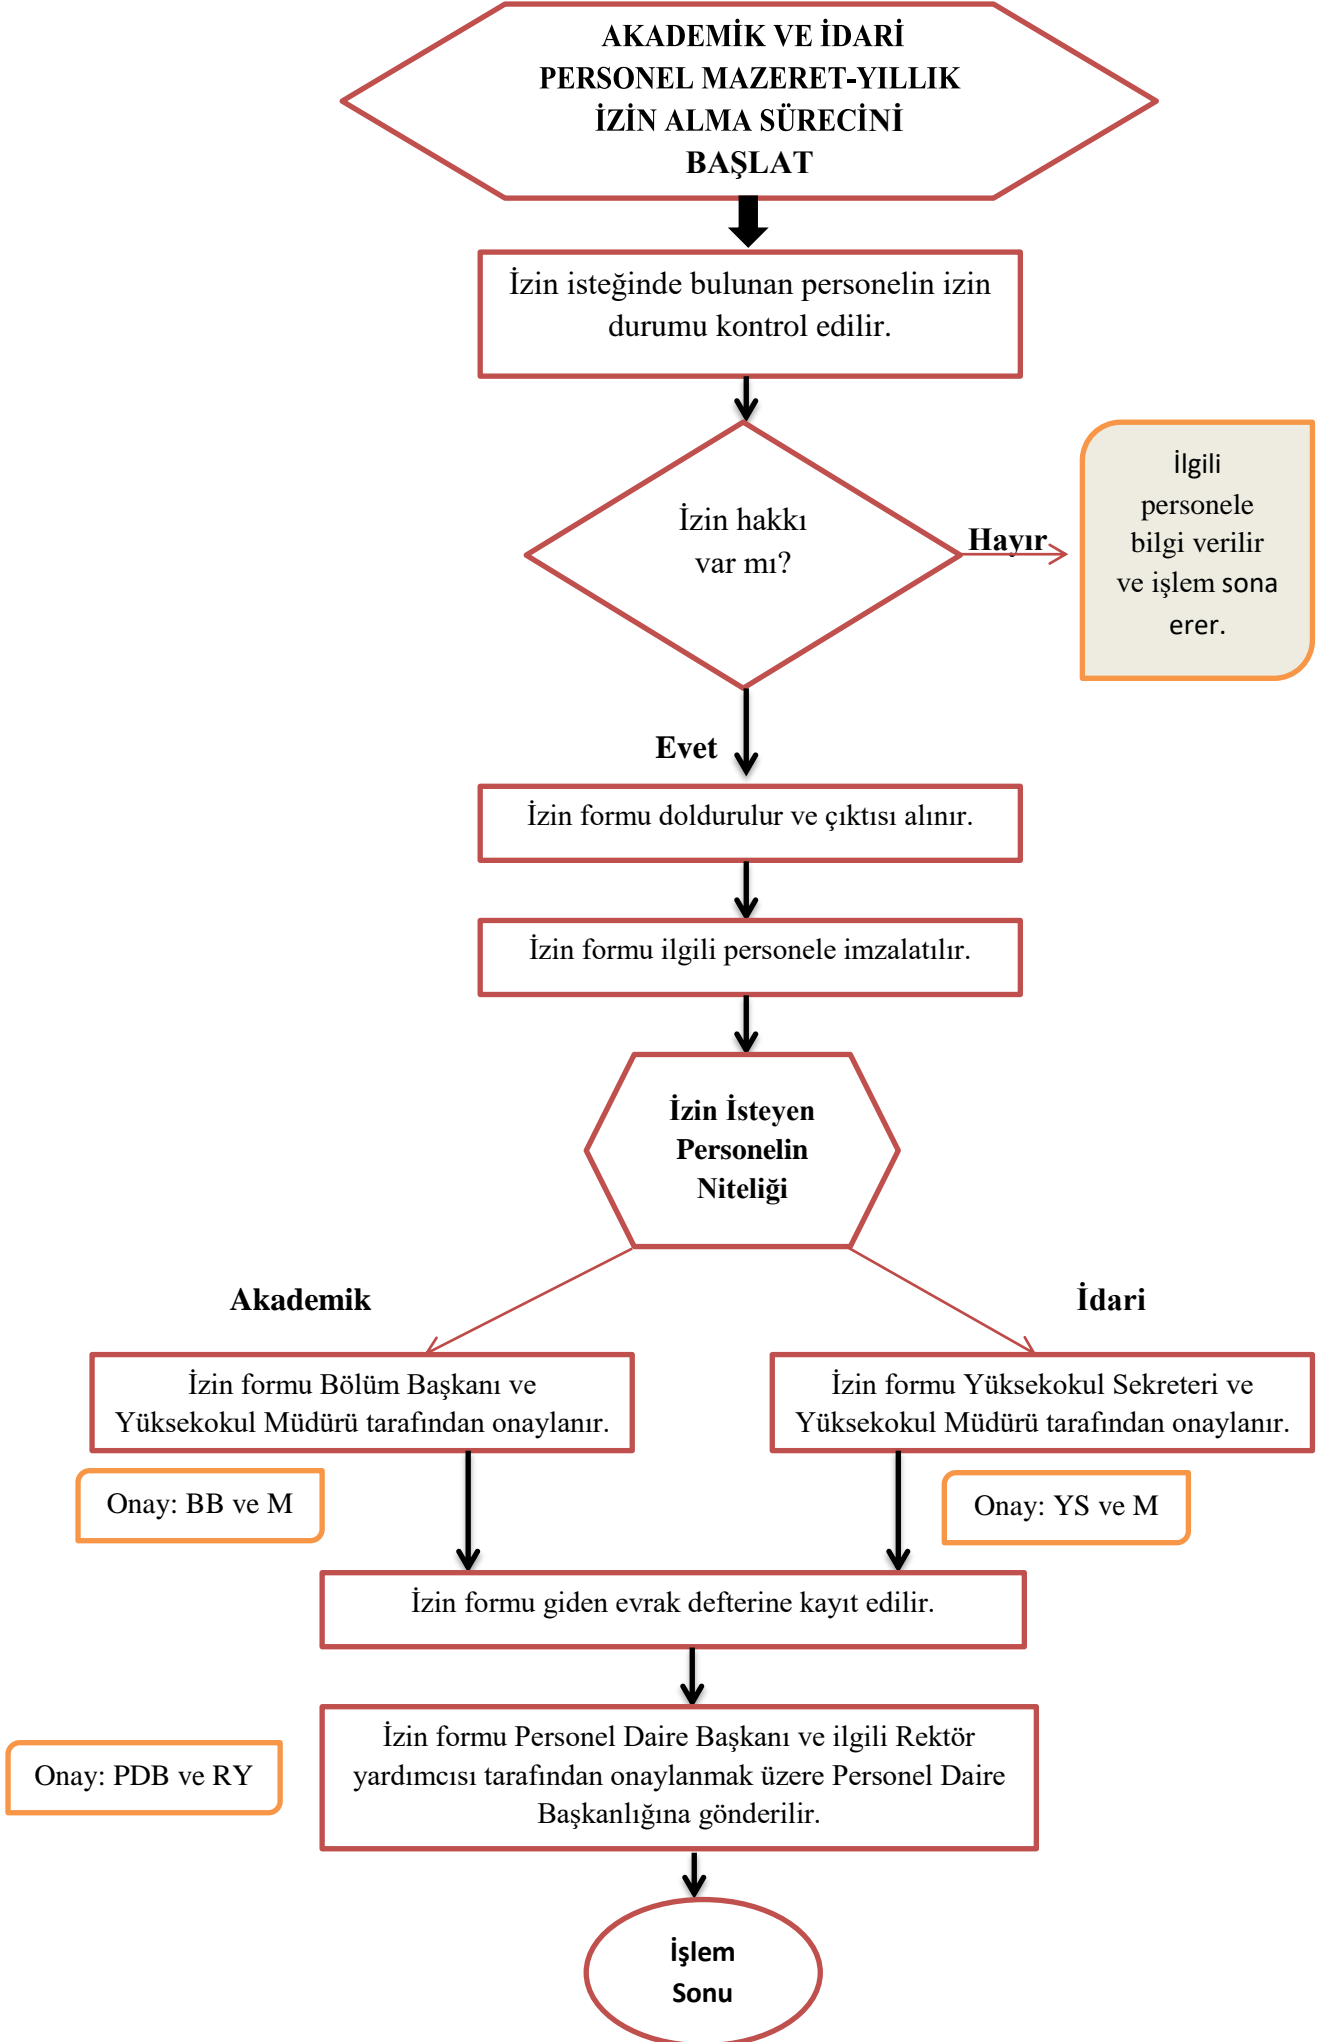 AKADEMİK VE İDARİ
PERSONEL MAZERET-YILLIK
İZİN ALMA SÜRECİNİ
BAŞLAT
İzin isteğinde bulunan personelin izin
durumu kontrol edilir.
İzin hakkı
var mı?
Hayır
İlgili
personele
bilgi verilir
ve işlem sona
erer.
Evet
İzin formu doldurulur ve çıktısı alınır.
İzin formu ilgili personele imzalatılır.
İzin İsteyen
Personelin
Niteliği
Akademik
İdari
İzin formu Bölüm Başkanı ve
Yüksekokul Müdürü tarafından onaylanır.
İzin formu Yüksekokul Sekreteri ve
Yüksekokul Müdürü tarafından onaylanır.
Onay: BB ve M
Onay: YS ve M
İzin formu giden evrak defterine kayıt edilir.
İzin formu Personel Daire Başkanı ve ilgili Rektör
yardımcısı tarafından onaylanmak üzere Personel Daire
Başkanlığına gönderilir.
Onay: PDB ve RY
İşlem
Sonu